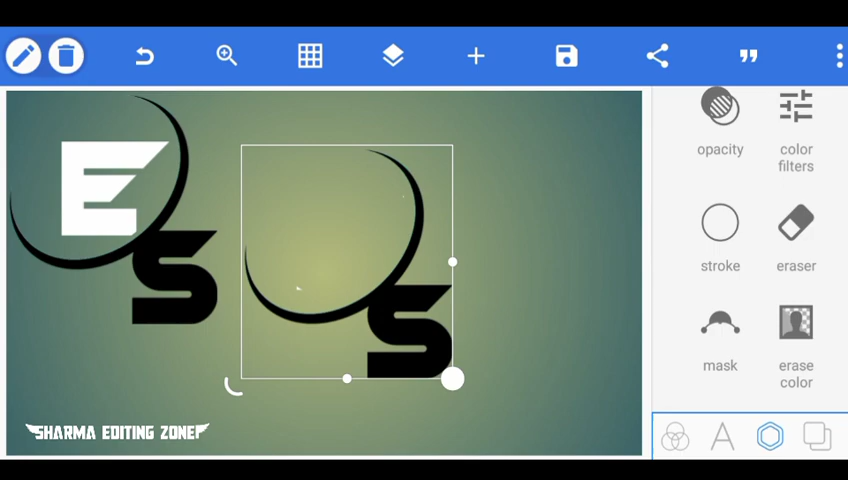 opacity
color
filters
E
S
S
stroke
eraser
mask
erase
color
SHARMA EDITING ZONE